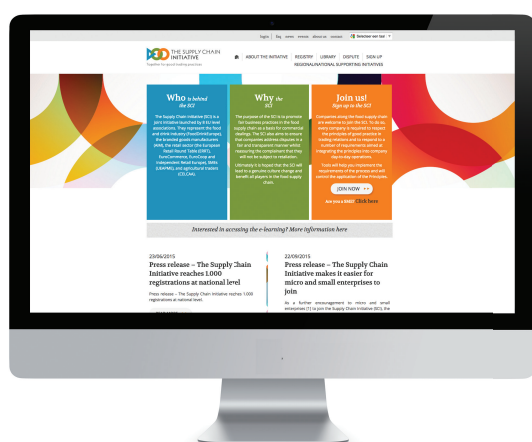 login faq news events about us contact Selecteer een taal
THE SUPPLY CHAIN
INITIATIVE
Together for good trading practices
ABOUT THE INITIATIVE REGISTRY LIBRARY DISPUTE SIGN UP
REGIONAL/NATIONAL SUPPORTING INITIATIVES
Who is behind
the SCI
The Supply Chain Initiative (SCI) is a
joint initiative launched by 8 EU level
associations. They represent the food
and drink industry (FoodDrinkEurope),
the branded goods manufacturers
(AIM), the retail sector (the European
Retail Round Table (ERRT),
EuroCommerce, EuroCoop and
Independent Retail Europe), SMEs
(UEAPME), and agricultural traders
(CELCAA).
Why the
SCI
The purpose of the SCI is to promote
fair business practices in the food
supply chain as a basis for commercial
dealings. The SCI also aims to ensure
that companies address disputes in a
fair and transparent manner whilst
reassuring the complainant that they
will not be subject to retaliation.
Ultimately it is hoped that the SCI will
lead to a genuine culture change and
benefit all players in the food supply
chain.
Join us!
Sign up to the SCI
Companies along the food supply chain
are welcome to join the SCI. To do so,
every company is required to respect
the principles of good practice in
trading relations and to respond to a
number of requirements aimed at
integrating the principles into company
day-to-day operations.
Tools will help you implement the
requirements of the process and will
control the application of the Principles.
JOIN NOW
Are you a SME? Click here
Interested in accessing the e-learning? More information here
23/06/2015
Press release – The Supply Chain
Initiative reaches 1.000
registrations at national level
Press release – The Supply Chain Initiative reaches 1.000
registrations at national level
22/09/2015
Press release – The Supply Chain
Initiative makes it easier for
micro and small enterprises to
join
As a further encouragement to micro and small
enterprises [1] to join the Supply Chain Initiative (SCI), the